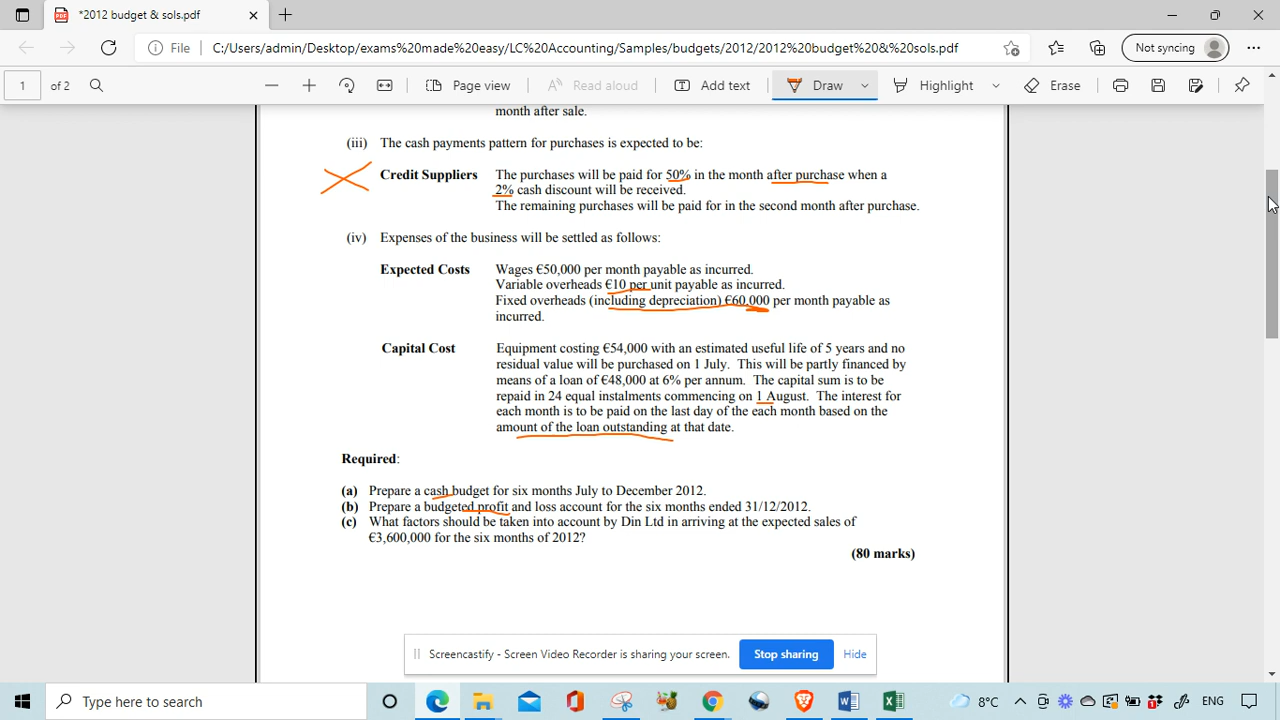 *2012 budget & sols.pdf
File C:/Users/admin/Desktop/exams%20made%20easy/LC%20Accounting/Samples/budgets/2012/2012%20budget%20&%20sols.pdf Not syncing
1 of 2 Page view Read aloud Add text Draw Highlight Erase
month after sale.
(iii) The cash payments pattern for purchases is expected to be:
Credit Suppliers The purchases will be paid for 50% in the month after purchase when a
2% cash discount will be received.
The remaining purchases will be paid for in the second month after purchase.
(iv) Expenses of the business will be settled as follows:
Expected Costs Wages €50,000 per month payable as incurred.
Variable overheads €10 per unit payable as incurred.
Fixed overheads (including depreciation) €60,000 per month payable as
incurred.
Capital Cost Equipment costing €54,000 with an estimated useful life of 5 years and no
residual value will be purchased on 1 July. This will be partly financed by
means of a loan of €48,000 at 6% per annum. The capital sum is to be
repaid in 24 equal instalments commencing on 1 August. The interest for
each month is to be paid on the last day of the each month based on the
amount of the loan outstanding at that date.
Required:
(a) Prepare a cash budget for six months July to December 2012.
(b) Prepare a budgeted profit and loss account for the six months ended 31/12/2012.
(c) What factors should be taken into account by Din Ltd in arriving at the expected sales of
€3,600,000 for the six months of 2012?
(80 marks)
Screencastify - Screen Video Recorder is sharing your screen. Stop sharing Hide
Type here to search 8°C ENG